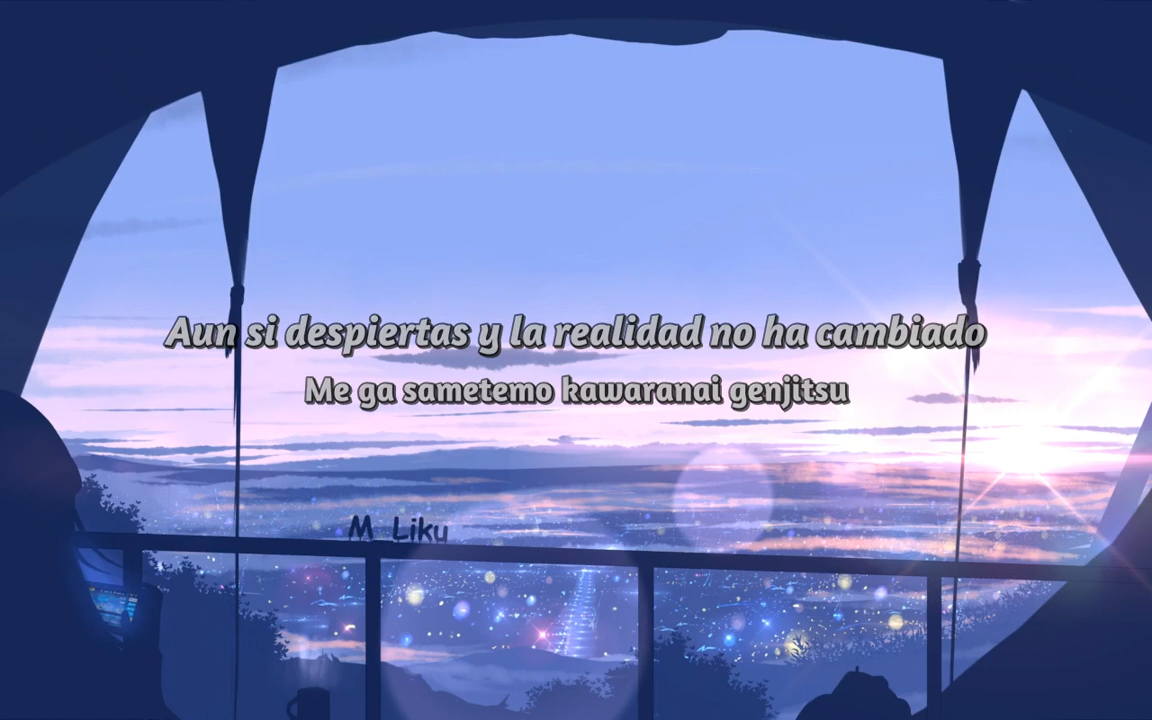 Aun si despiertas y la realidad no ha cambiado
Me ga sametemo kawaranai genjitsu
M_Liku